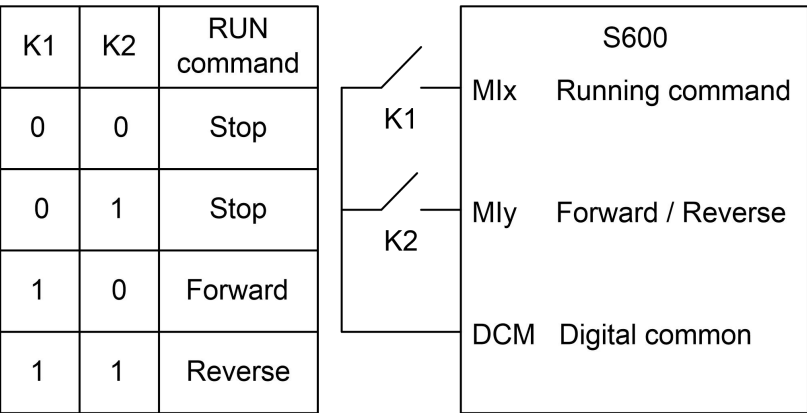 K1 K2 RUN command
0 0 Stop
0 1 Stop
1 0 Forward
1 1 Reverse
S600
K1
MIx Running command
K2
MIy Forward / Reverse
DCM Digital common